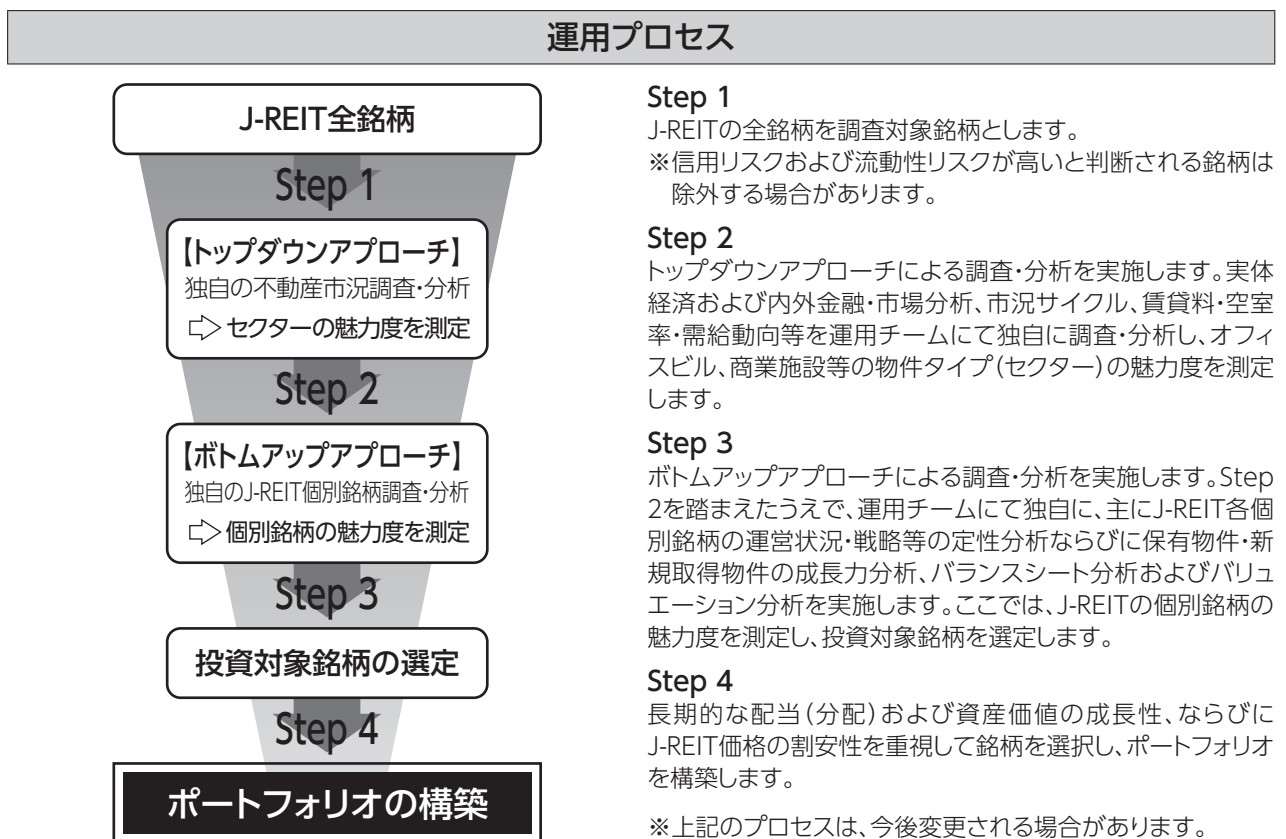 運用プロセス
J-REIT全銘柄
Step 1
【トップダウンアプローチ】
独自の不動産市況調査・分析
⇨セクターの魅力度を測定
Step 2
【ボトムアップアプローチ】
独自のJ-REIT個別銘柄調査・分析
⇨個別銘柄の魅力度を測定
Step 3
投資対象銘柄の選定
Step 4
ポートフォリオの構築
Step 1
J-REITの全銘柄を調査対象銘柄とします。
※信用リスクおよび流動性リスクが高いと判断される銘柄は
除外する場合があります。
Step 2
トップダウンアプローチによる調査・分析を実施します。実体
経済および内外金融・市場分析、市況サイクル、賃貸料・空室
率・需給動向等を運用チームにて独自に調査・分析し、オフィ
スビル、商業施設等の物件タイプ(セクター)の魅力度を測定
します。
Step 3
ボトムアップアプローチによる調査・分析を実施します。Step
2を踏まえたうえで、運用チームにて独自に、主にJ-REIT各個
別銘柄の運営状況・戦略等の定性分析ならびに保有物件・新
規取得物件の成長力分析、バランスシート分析およびバリュ
エーション分析を実施します。ここでは、J-REITの個別銘柄の
魅力度を測定し、投資対象銘柄を選定します。
Step 4
長期的な配当(分配)および資産価値の成長性、ならびに
J-REIT価格の割安性を重視して銘柄を選択し、ポートフォリオ
を構築します。
※上記のプロセスは、今後変更される場合があります。